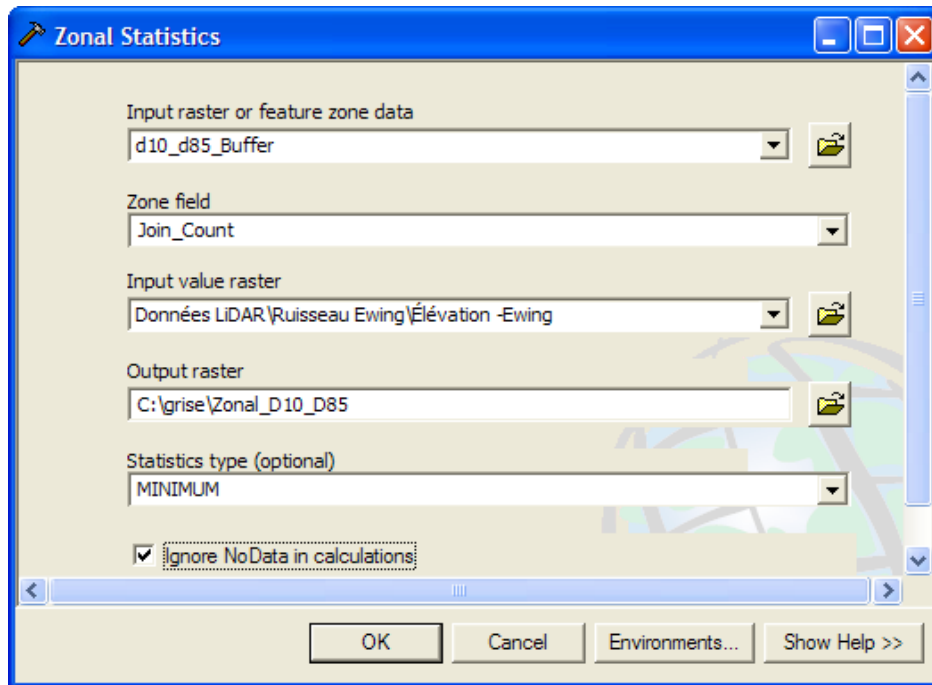 Zonal Statistics
Input raster or feature zone data
d10_d85_Buffer
Zone field
Join_Count
Input value raster
Données LiDAR\Ruisseau Ewing\Élévation -Ewing
Output raster
C:\grise\Zonal_D10_D85
Statistics type (optional)
MINIMUM
Ignore NoData in calculations
OK Cancel Environments... Show Help >>